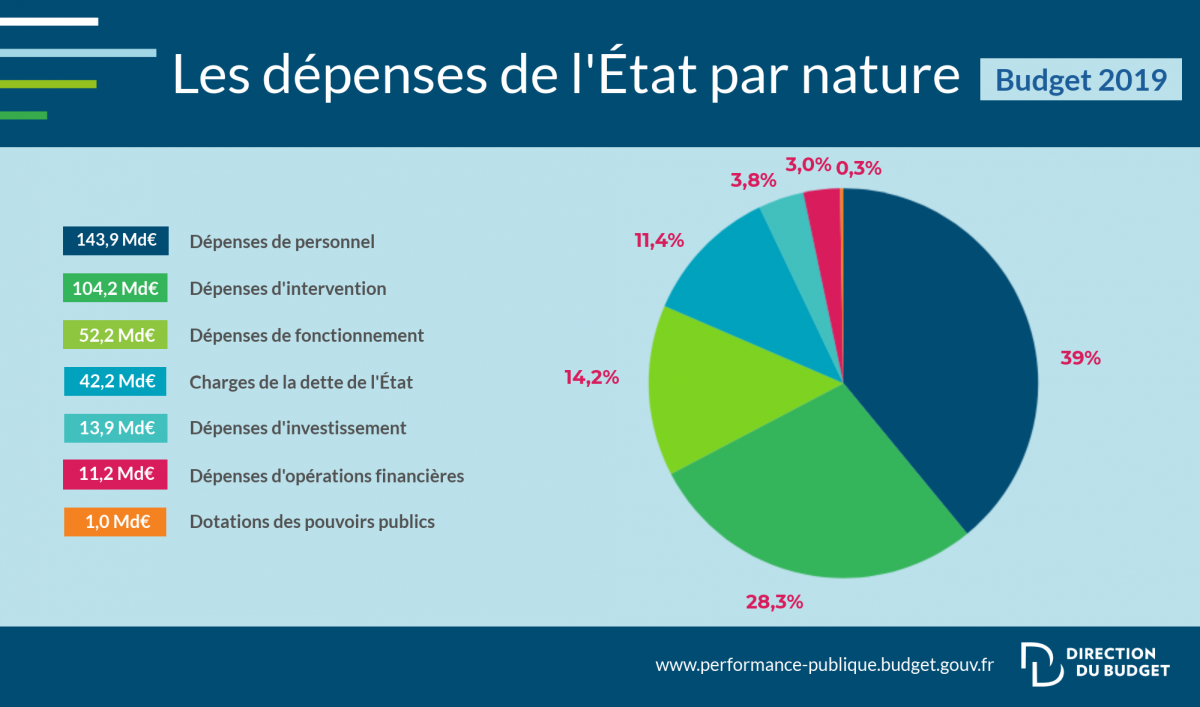 Les dépenses de l'État par nature
Budget 2019
143,9 Md€ Dépenses de personnel
104,2 Md€ Dépenses d'intervention
52,2 Md€ Dépenses de fonctionnement
42,2 Md€ Charges de la dette de l'État
13,9 Md€ Dépenses d'investissement
11,2 Md€ Dépenses d'opérations financières
1,0 Md€ Dotations des pouvoirs publics
3,0%
0,3%
3,8%
11,4%
39%
14,2%
28,3%
www.performance-publique.budget.gouv.fr
DIRECTION
DU BUDGET